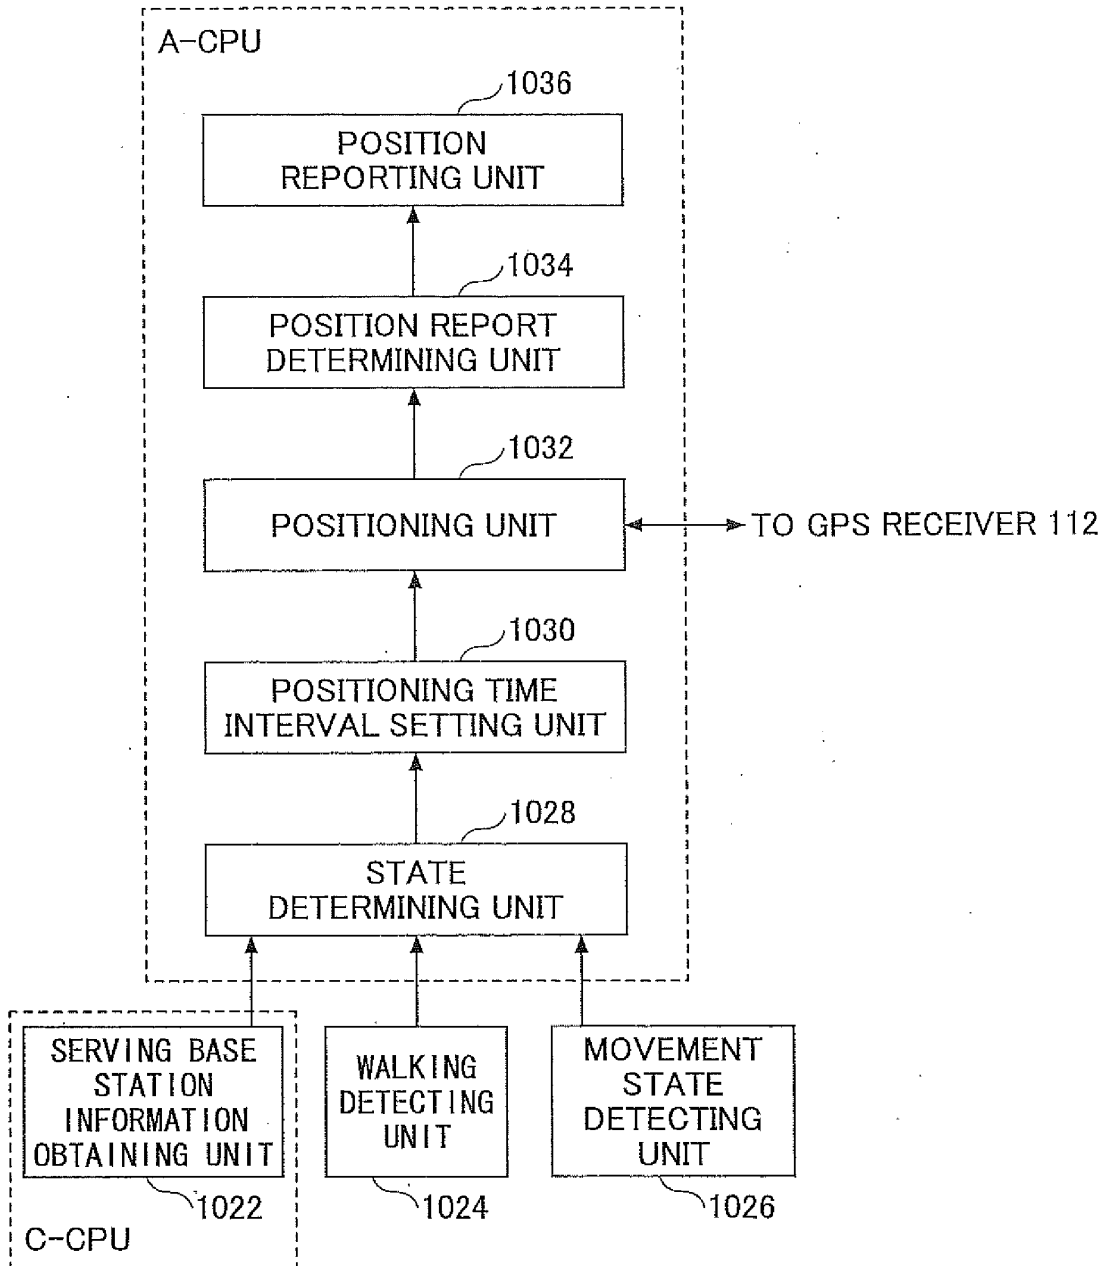 A-CPU
1036
POSITION
REPORTING UNIT
1034
POSITION REPORT
DETERMINING UNIT
1032
POSITIONING UNIT
TO GPS RECEIVER 112
1030
POSITIONING TIME
INTERVAL SETTING UNIT
1028
STATE
DETERMINING UNIT
SERVING BASE
STATION
INFORMATION
OBTAINING UNIT
1022
C-CPU
WALKING
DETECTING
UNIT
1024
MOVEMENT
STATE
DETECTING
UNIT
1026